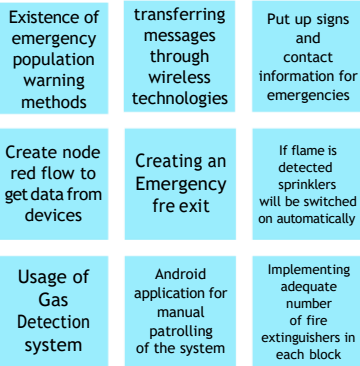 Existence of
emergency
population
warning
methods
transferring
messages
through
wireless
technologies
Put up signs
and
contact
information for
emergencies
Create node
red flow to
get data from
devices
Creating an
Emergency
fre exit
If flame is
detected
sprinklers
will be switched
on automatically
Usage of
Gas
Detection
system
Android
application for
manual
patrolling
of the system
Implementing
adequate
number
of fire
extinguishers in
each block